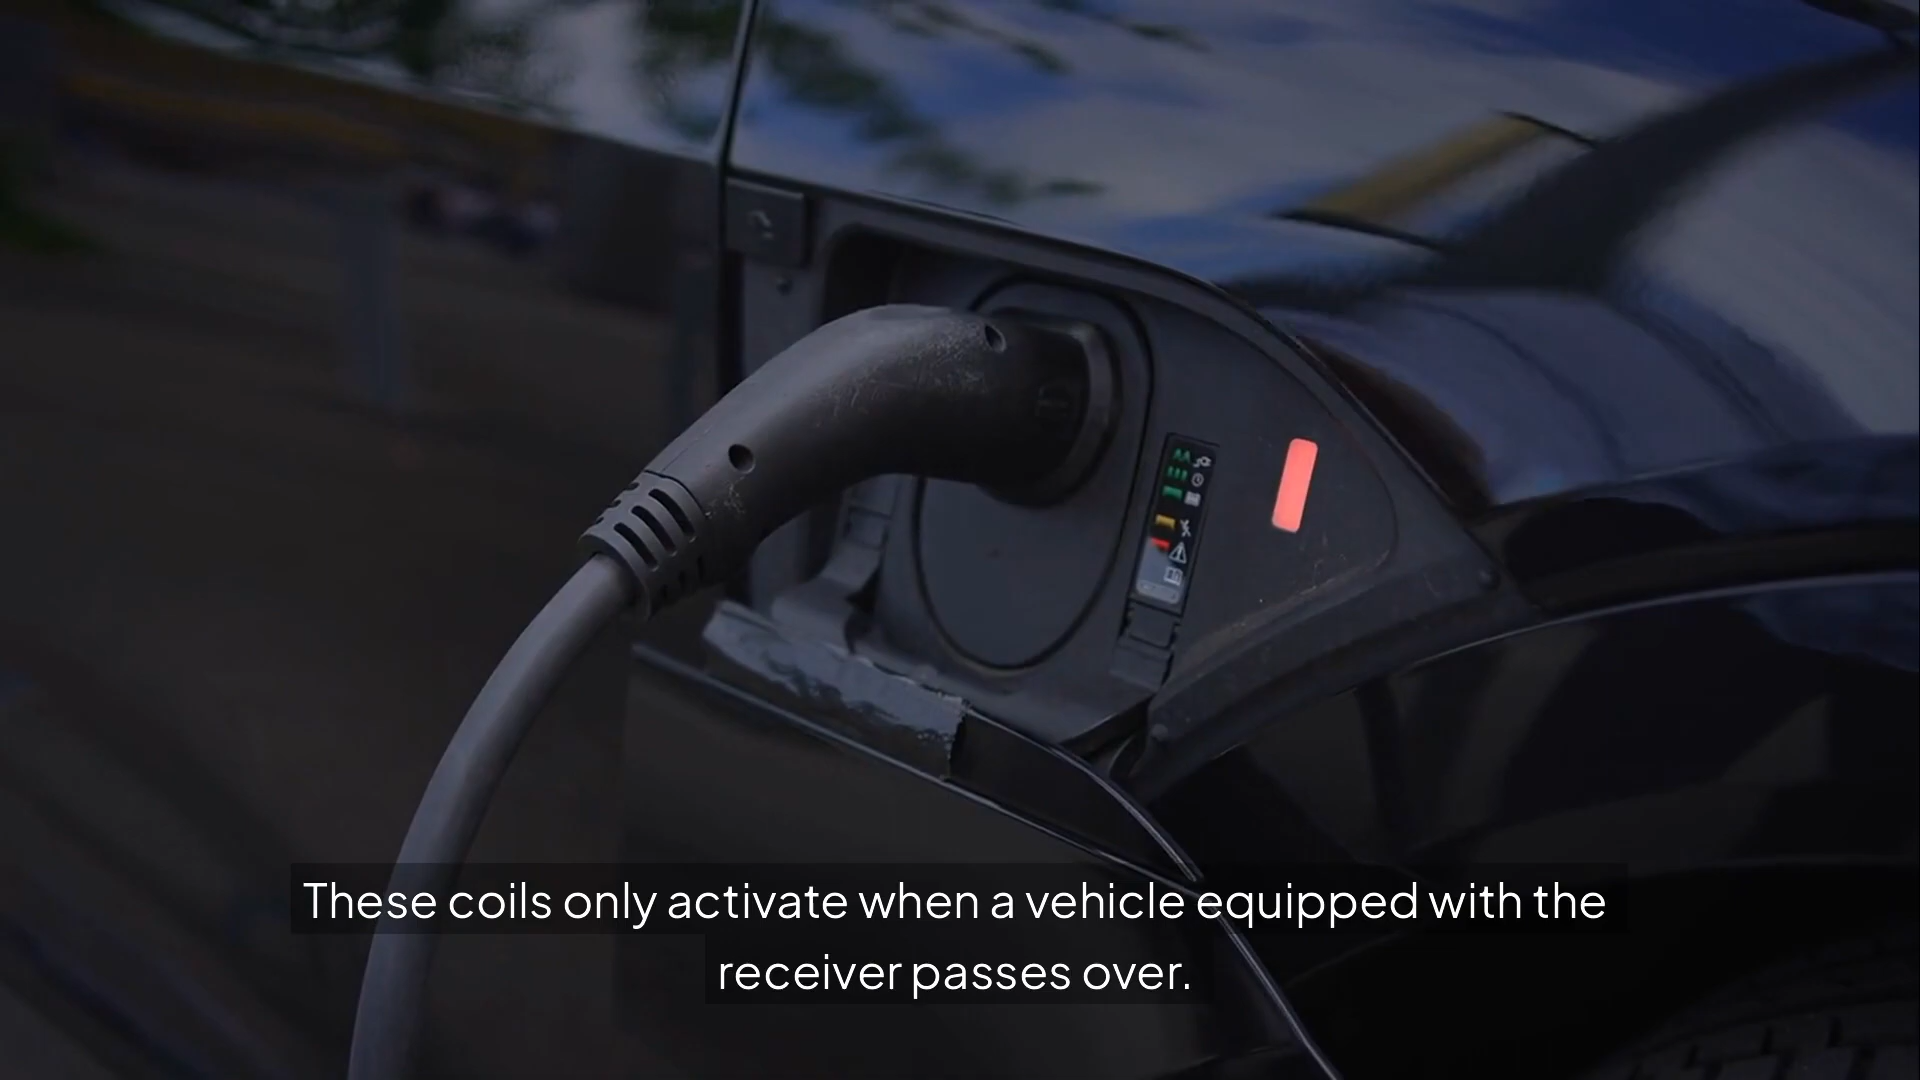 These coils only activate when a vehicle equipped with the
receiver passes over.